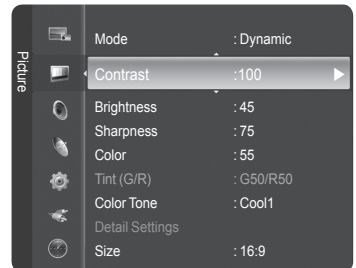 Picture
Mode : Dynamic
Contrast :100
Brightness : 45
Sharpness : 75
Color : 55
Tint (G/R) : G50/R50
Color Tone : Cool1
Detail Settings
Size : 16:9